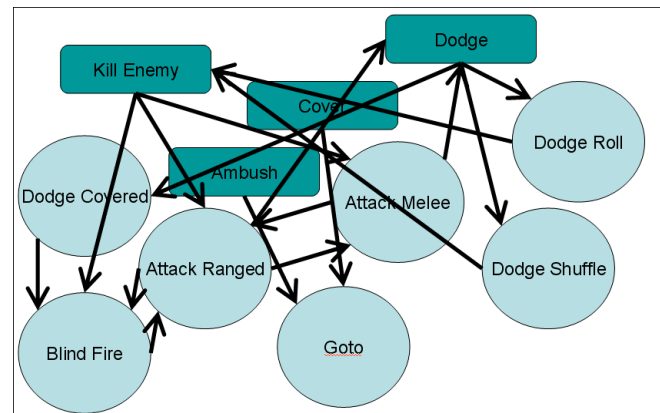 Dodge
Kill Enemy
Cover
Dodge Roll
Ambush
Dodge Covered
Attack Melee
Attack Ranged
Dodge Shuffle
Goto
Blind Fire